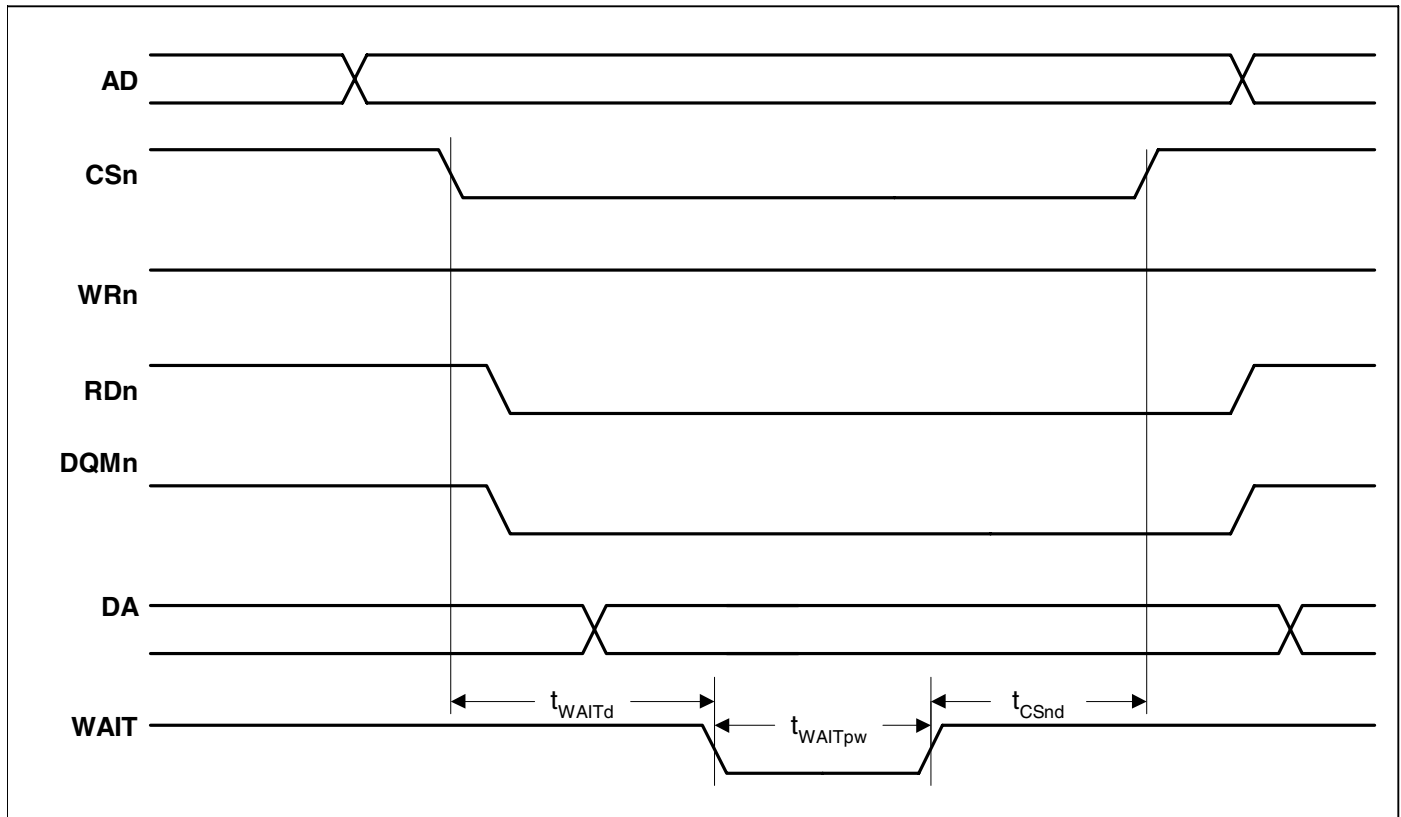 AD
CSn
WRn
RDn
DQMn
DA
tWAITd
tCSnd
WAIT
tWAITpw